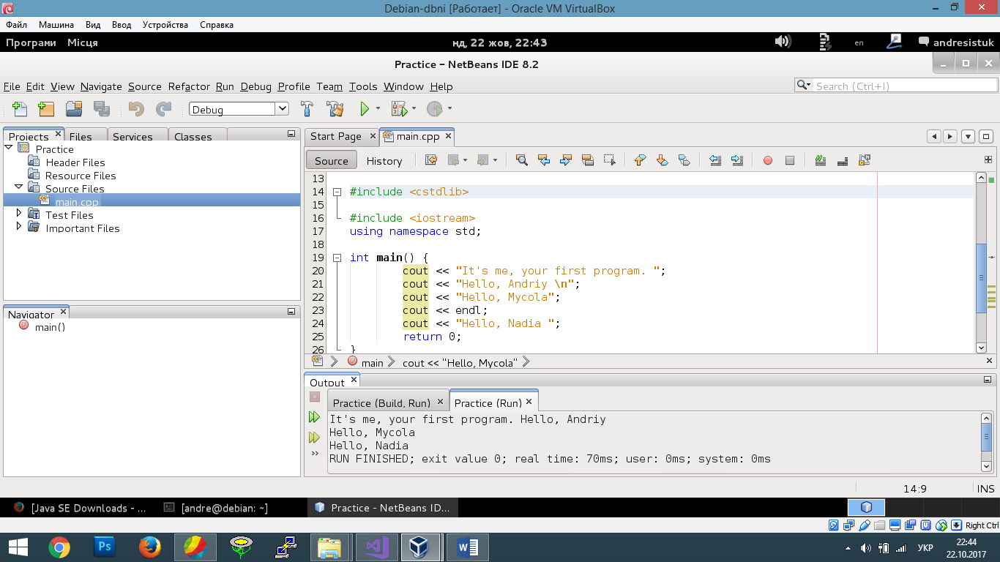 Debian-dbni [Работает] - Oracle VM VirtualBox
Файл Машина Вид Ввод Устройства Справка
Програми Місця нд, 22 жов, 22:43 en andresistuk
Practice – NetBeans IDE 8.2
File Edit View Navigate Source Refactor Run Debug Profile Team Tools Window Help
Search (Ctrl+I)
Debug
Projects Files Services Classes
Practice
Header Files
Resource Files
Source Files
main.cpp
Test Files
Important Files
Navigator
main()
Start Page main.cpp
Source History
13
14 #include <cstdlib>
15
16 #include <iostream>
17 using namespace std;
18
19 int main() {
20 cout << "It's me, your first program. ";
21 cout << "Hello, Andriy \n";
22 cout << "Hello, Mycola";
23 cout << endl;
24 cout << "Hello, Nadia ";
25 return 0;
26 }
main cout << "Hello, Mycola"
Output
Practice (Build, Run) Practice (Run)
It's me, your first program. Hello, Andriy
Hello, Mycola
Hello, Nadia
RUN FINISHED; exit value 0; real time: 70ms; user: 0ms; system: 0ms
14:9 INS
[Java SE Downloads - ... [andre@debian: ~] Practice - NetBeans ID...
Right Ctrl
Ps
УКР
22:44
22.10.2017